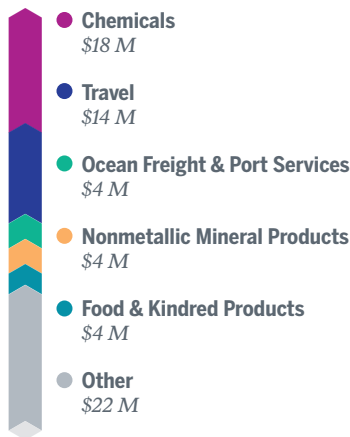 Chemicals
$18 M
Travel
$14 M
Ocean Freight & Port Services
$4 M
Nonmetallic Mineral Products
$4 M
Food & Kindred Products
$4 M
Other
$22 M